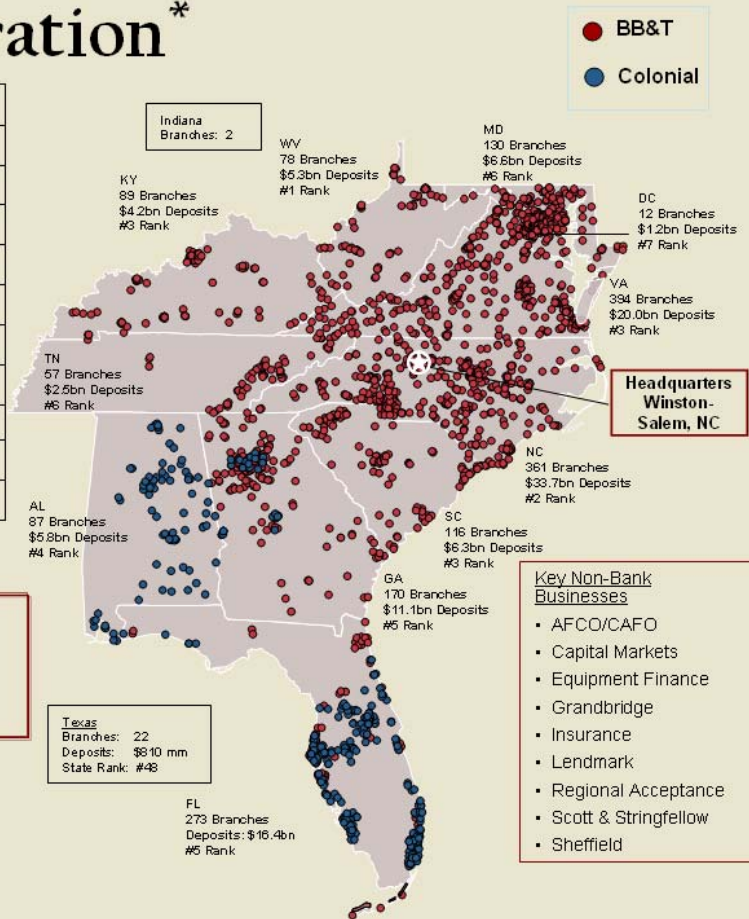 ration*
BB&T
Colonial
Indiana
Branches: 2
WV
78 Branches
$5.3bn Deposits
#1 Rank
MD
130 Branches
$6.6bn Deposits
#6 Rank
KY
89 Branches
$4.2bn Deposits
#3 Rank
DC
12 Branches
$1.2bn Deposits
#7 Rank
VA
394 Branches
$20.0bn Deposits
#3 Rank
TN
57 Branches
$2.5bn Deposits
#6 Rank
Headquarters
Winston-
Salem, NC
NC
361 Branches
$33.7bn Deposits
#2 Rank
AL
87 Branches
$5.8bn Deposits
#4 Rank
SC
116 Branches
$6.3bn Deposits
#3 Rank
GA
170 Branches
$11.1bn Deposits
#5 Rank
Key Non-Bank
Businesses
• AFCO/CAFO
• Capital Markets
• Equipment Finance
• Grandbridge
• Insurance
• Lendmark
• Regional Acceptance
• Scott & Stringfellow
• Sheffield
Texas
Branches: 22
Deposits: $810 mm
State Rank: #48
FL
273 Branches
Deposits: $16.4bn
#5 Rank